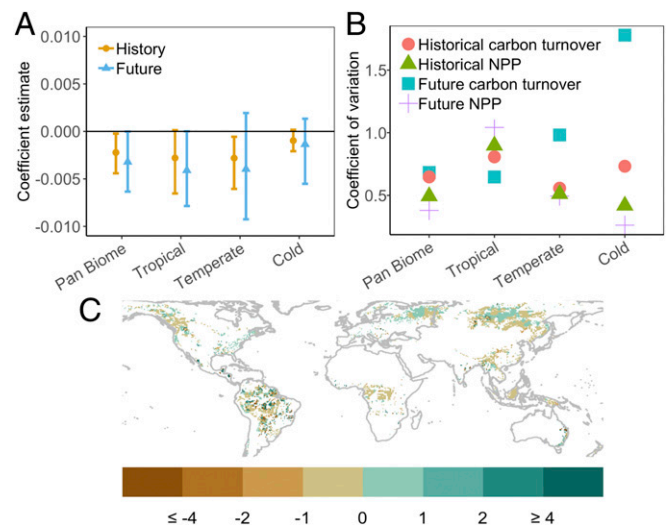 A
B
0.010
0.005
0.000
-0.005
-0.010
Coefficient estimate
History
Future
Pan Biome
Tropical
Temperate
Cold
1.5
1.0
0.5
Coefficient of variation
Historical carbon turnover
Historical NPP
Future carbon turnover
Future NPP
Pan Biome
Tropical
Temperate
Cold
C
≤ -4 -2 -1 0 1 2 ≥ 4